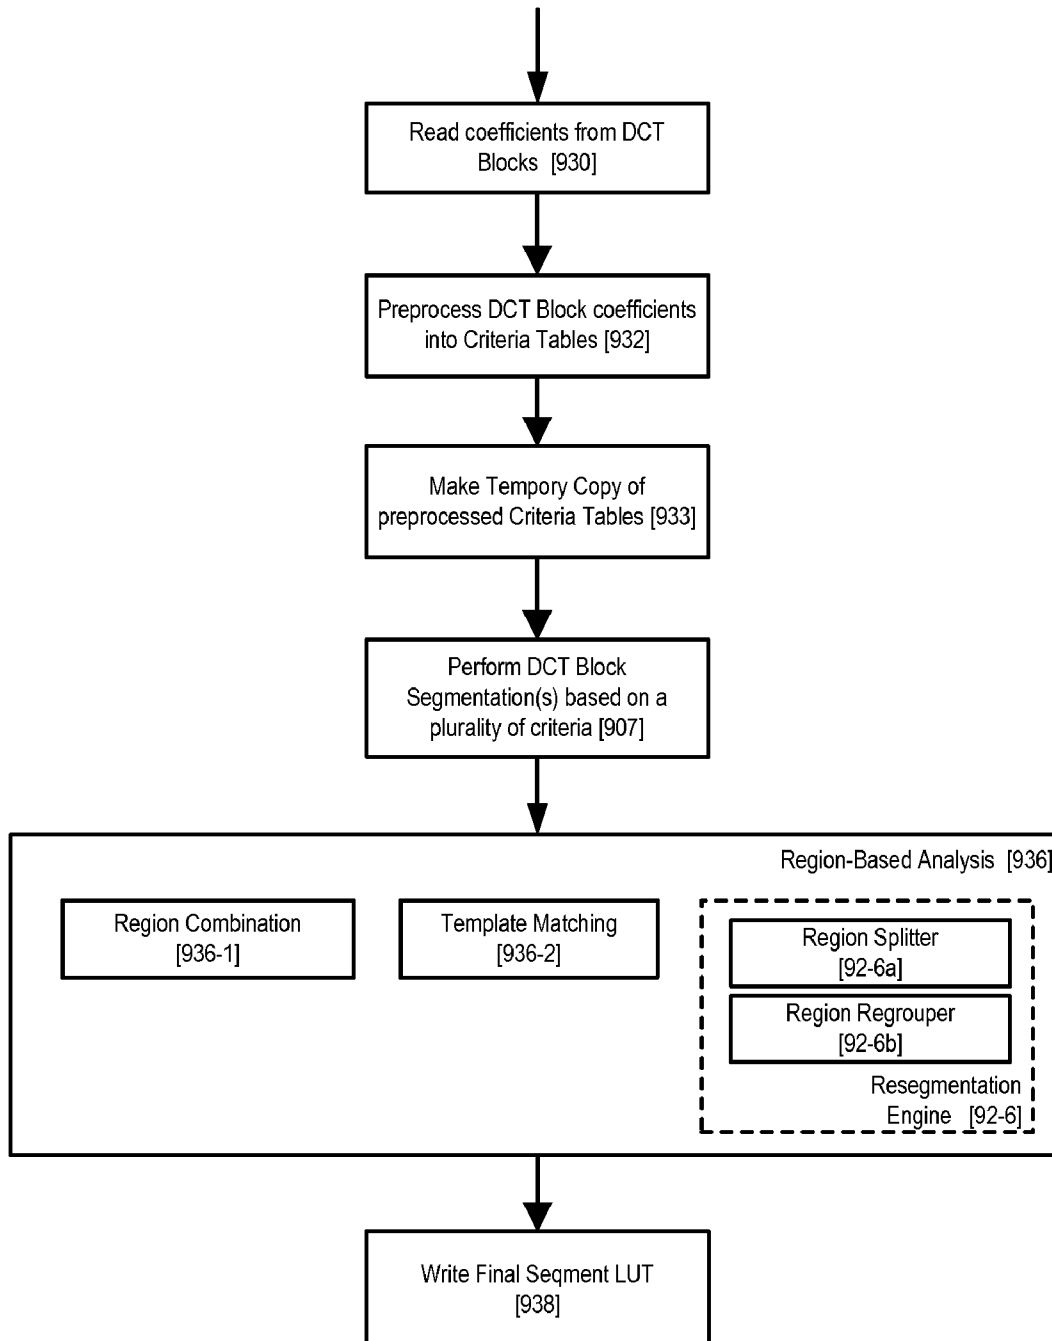 Read coefficients from DCT
Blocks [930]
Preprocess DCT Block coefficients
into Criteria Tables [932]
Make Tempory Copy of
preprocessed Criteria Tables [933]
Perform DCT Block
Segmentation(s) based on a
plurality of criteria [907]
Region-Based Analysis [936]
Region Combination
[936-1]
Template Matching
[936-2]
Region Splitter
[92-6a]
Region Regrouper
[92-6b]
Resegmentation
Engine [92-6]
Write Final Seqment LUT
[938]